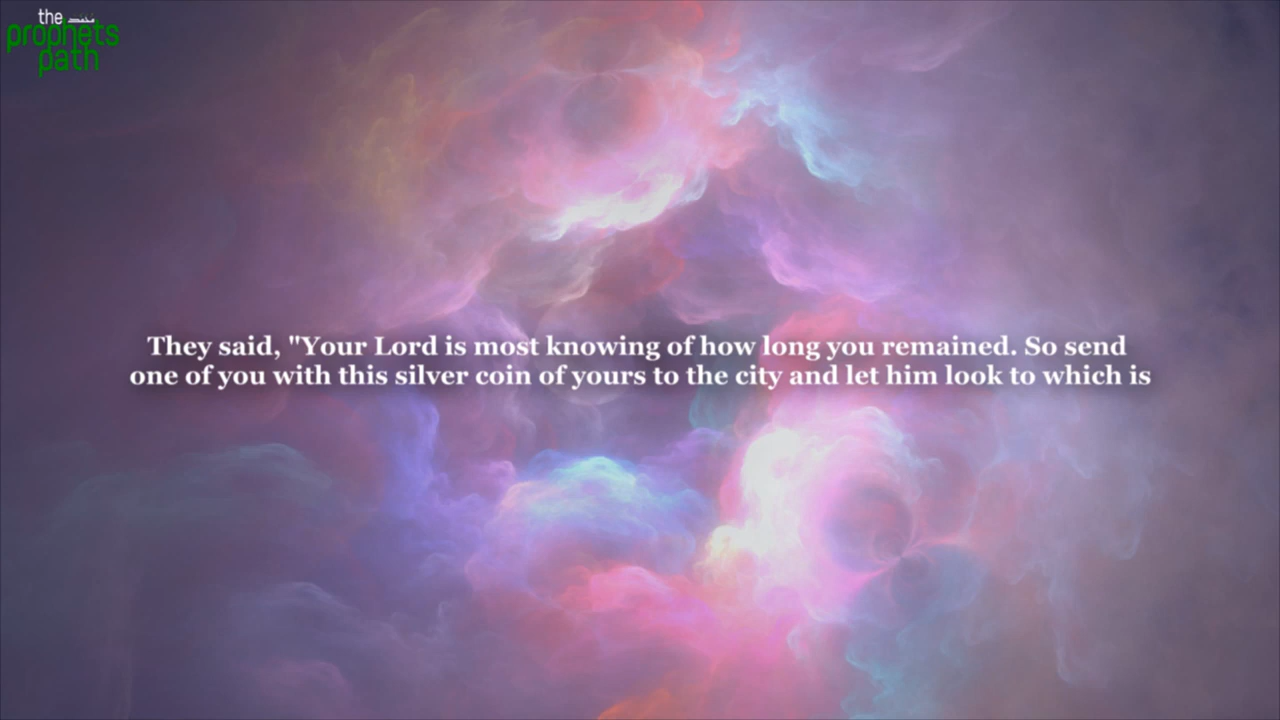 the محمد
prophets
path
They said, "Your Lord is most knowing of how long you remained. So send
one of you with this silver coin of yours to the city and let him look to which is